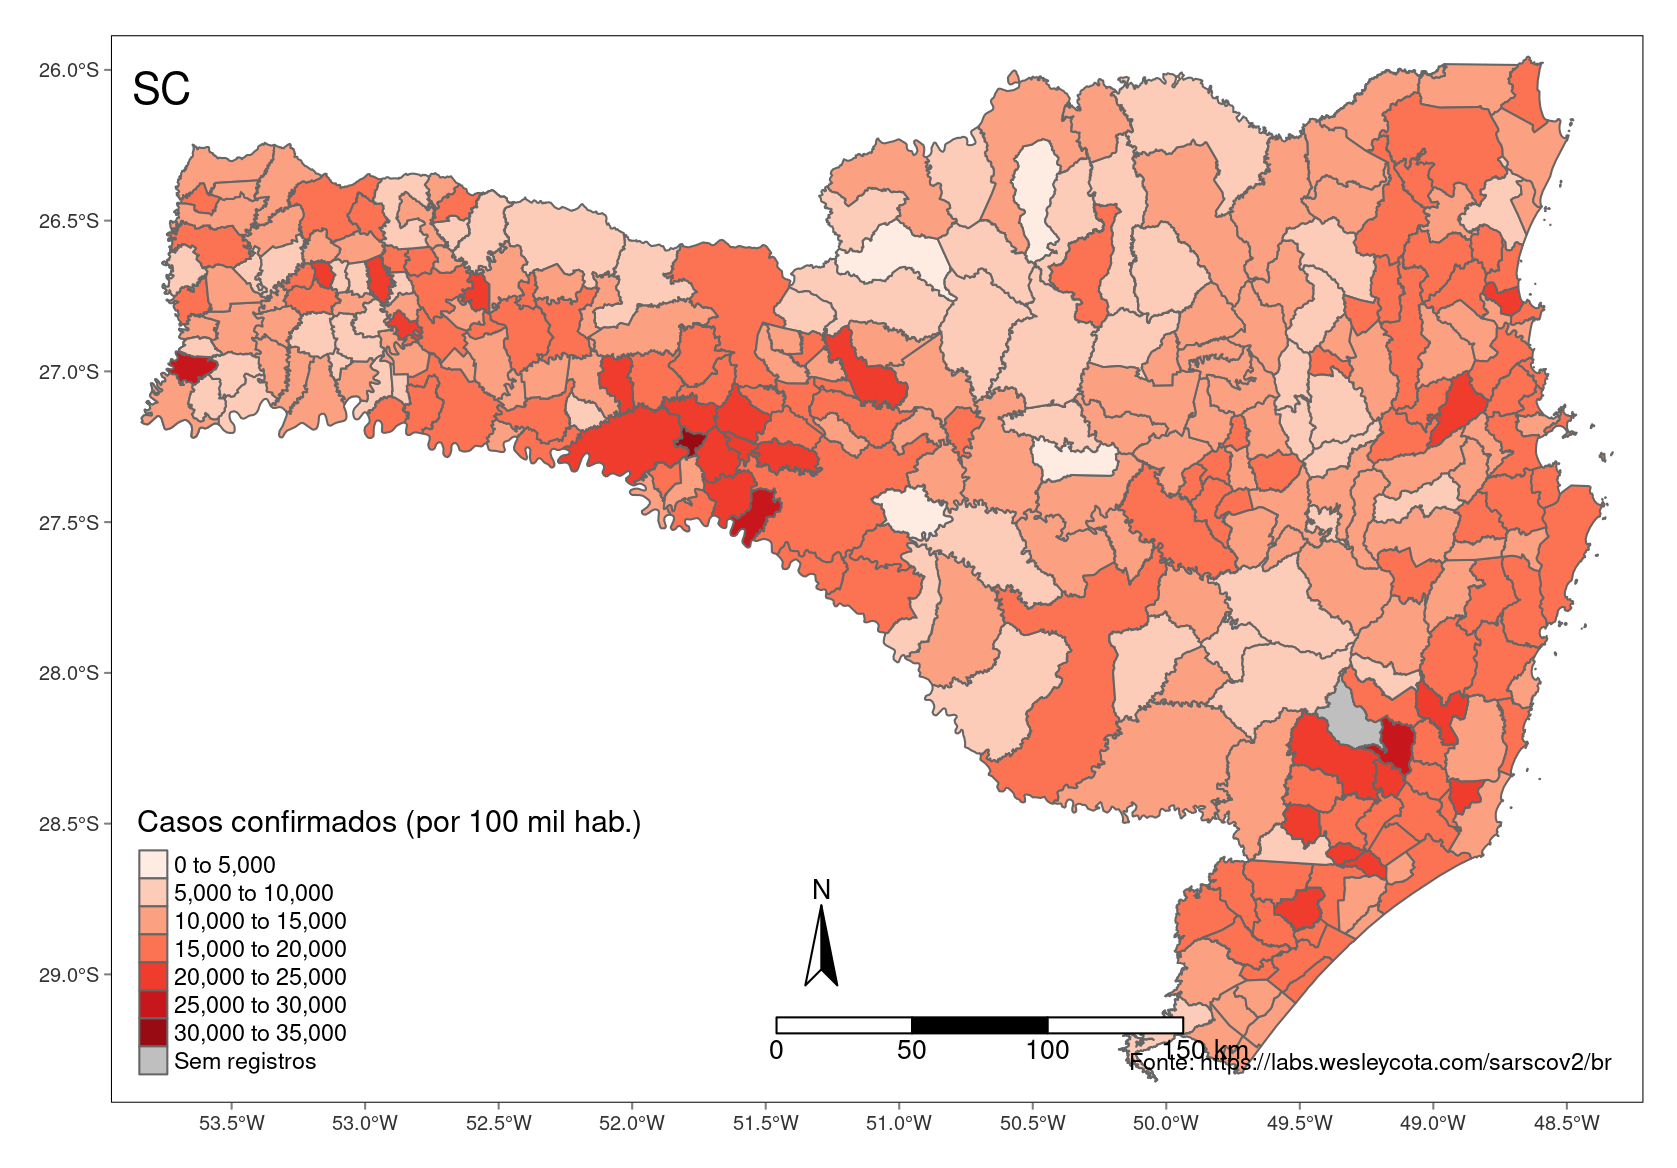 SC
26.0°S
26.5°S
27.0°S
27.5°S
28.0°S
28.5°S
29.0°S
Casos confirmados (por 100 mil hab.)
0 to 5,000
5,000 to 10,000
10,000 to 15,000
15,000 to 20,000
20,000 to 25,000
25,000 to 30,000
30,000 to 35,000
Sem registros
N
0 50 100 150 km
Fonte: https://labs.wesleycota.com/sarscov2/br
53.5°W 53.0°W 52.5°W 52.0°W 51.5°W 51.0°W 50.5°W 50.0°W 49.5°W 49.0°W 48.5°W